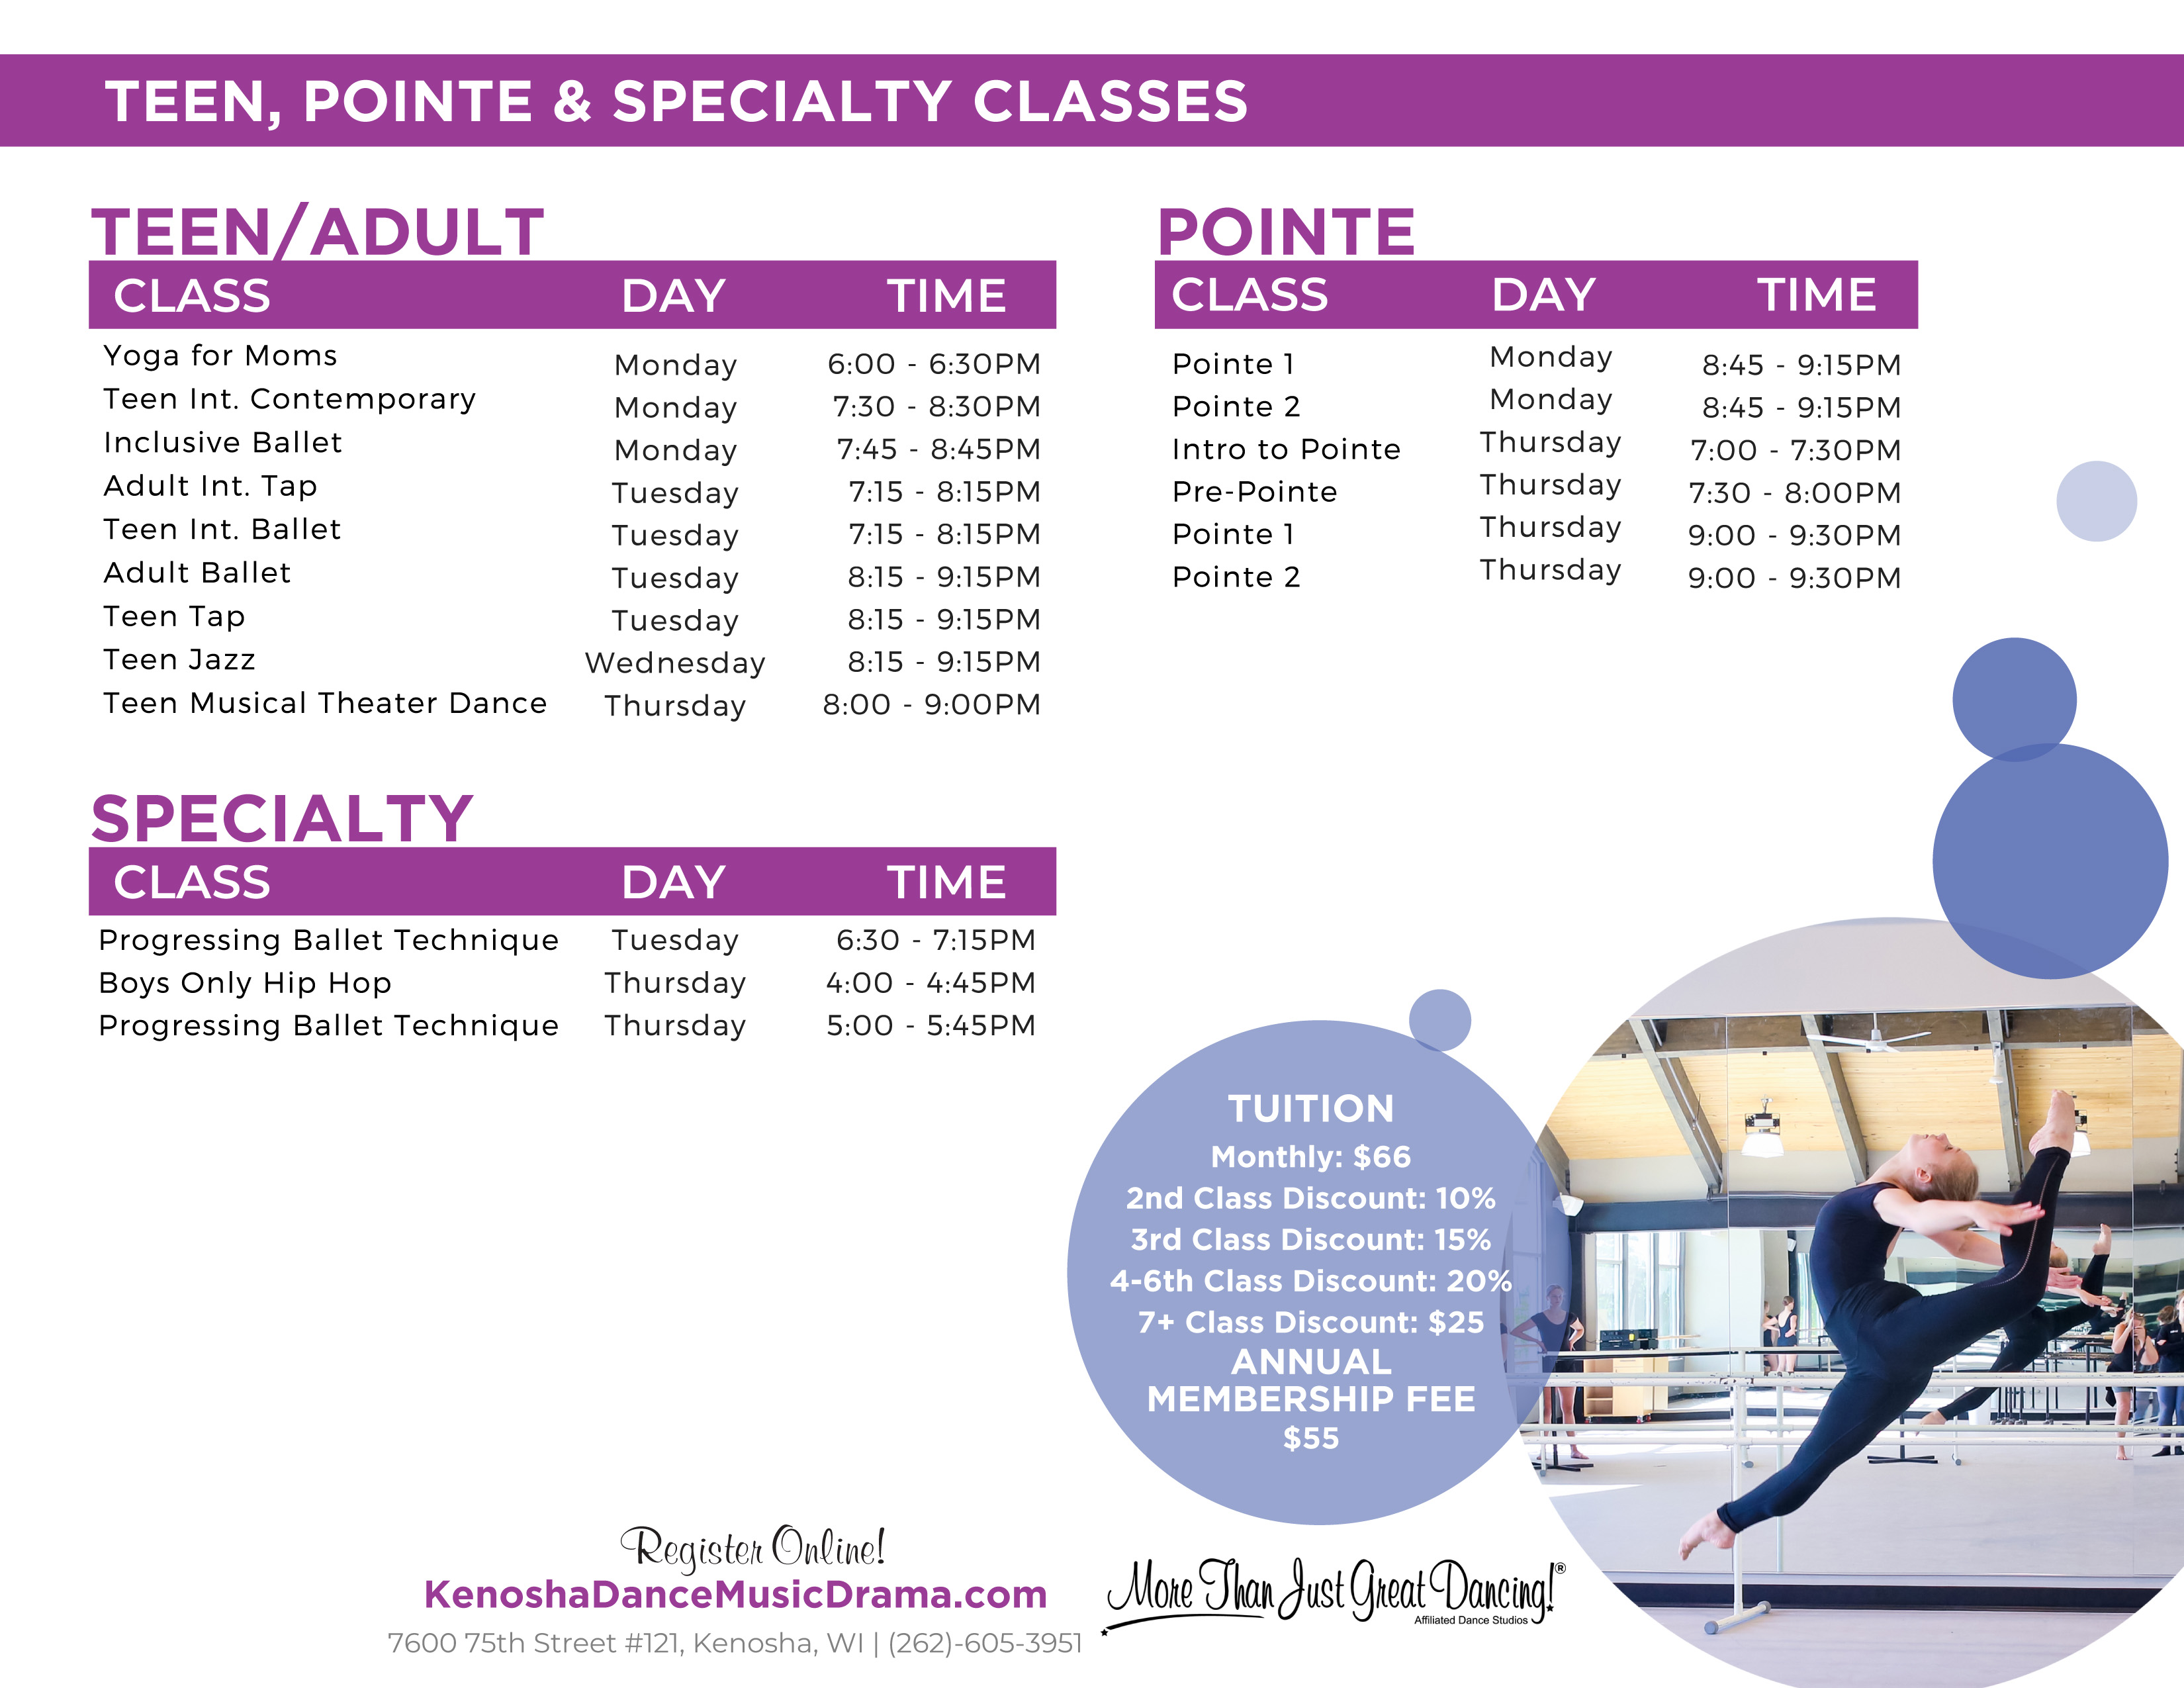 TEEN, POINTE & SPECIALTY CLASSES
TEEN/ADULT
CLASS DAY TIME
Yoga for Moms Monday 6:00 - 6:30PM
Teen Int. Contemporary Monday 7:30 - 8:30PM
Inclusive Ballet Monday 7:45 - 8:45PM
Adult Int. Tap Tuesday 7:15 - 8:15PM
Teen Int. Ballet Tuesday 7:15 - 8:15PM
Adult Ballet Tuesday 8:15 - 9:15PM
Teen Tap Tuesday 8:15 - 9:15PM
Teen Jazz Wednesday 8:15 - 9:15PM
Teen Musical Theater Dance Thursday 8:00 - 9:00PM
POINTE
CLASS DAY TIME
Pointe 1 Monday 8:45 - 9:15PM
Pointe 2 Monday 8:45 - 9:15PM
Intro to Pointe Thursday 7:00 - 7:30PM
Pre-Pointe Thursday 7:30 - 8:00PM
Pointe 1 Thursday 9:00 - 9:30PM
Pointe 2 Thursday 9:00 - 9:30PM
SPECIALTY
CLASS DAY TIME
Progressing Ballet Technique Tuesday 6:30 - 7:15PM
Boys Only Hip Hop Thursday 4:00 - 4:45PM
Progressing Ballet Technique Thursday 5:00 - 5:45PM
TUITION
Monthly: $66
2nd Class Discount: 10%
3rd Class Discount: 15%
4-6th Class Discount: 20%
7+ Class Discount: $25
ANNUAL
MEMBERSHIP FEE
$55
Register Online!
KenoshaDanceMusicDrama.com
7600 75th Street #121, Kenosha, WI | (262)-605-3951
More Than Just Great Dancing!®
Affiliated Dance Studios